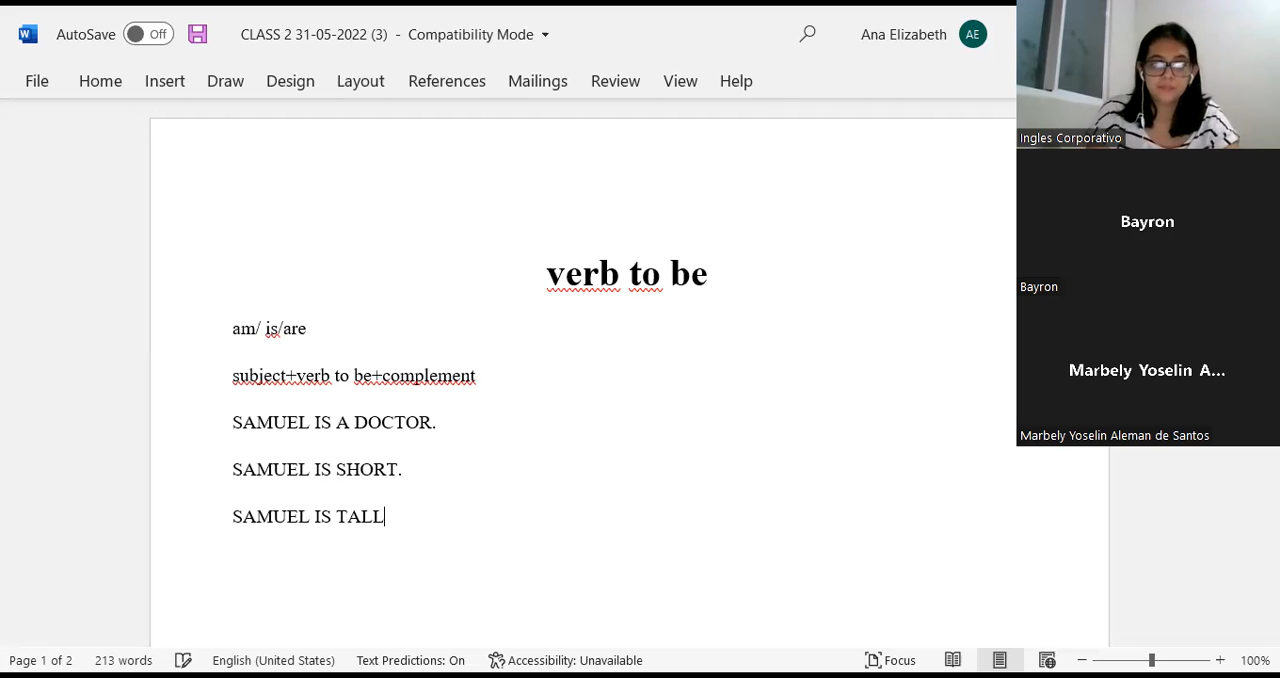 AutoSave Off CLASS 2 31-05-2022 (3) - Compatibility Mode Ana Elizabeth AE
File Home Insert Draw Design Layout References Mailings Review View Help
Ingles Corporativo
Bayron
Bayron
Marbely Yoselin A...
Marbely Yoselin Aleman de Santos
verb to be
am/ is/are
subject+verb to be+complement
SAMUEL IS A DOCTOR.
SAMUEL IS SHORT.
SAMUEL IS TALL
Page 1 of 2 213 words English (United States) Text Predictions: On Accessibility: Unavailable Focus 100%